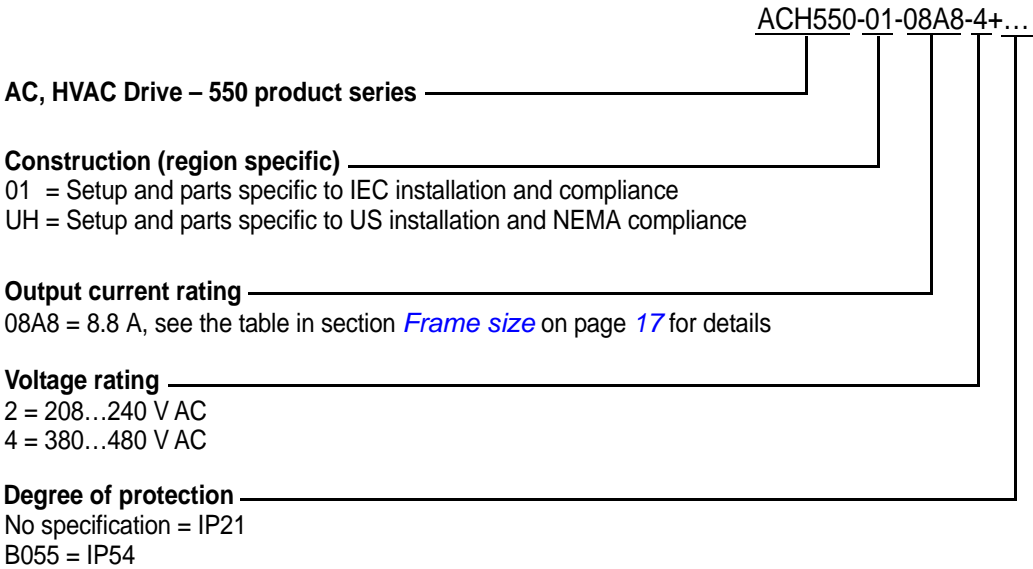 ACH550-01-08A8-4+…
AC, HVAC Drive – 550 product series
Construction (region specific)
01 = Setup and parts specific to IEC installation and compliance
UH = Setup and parts specific to US installation and NEMA compliance
Output current rating
08A8 = 8.8 A, see the table in section Frame size on page 17 for details
Voltage rating
2 = 208…240 V AC
4 = 380…480 V AC
Degree of protection
No specification = IP21
B055 = IP54